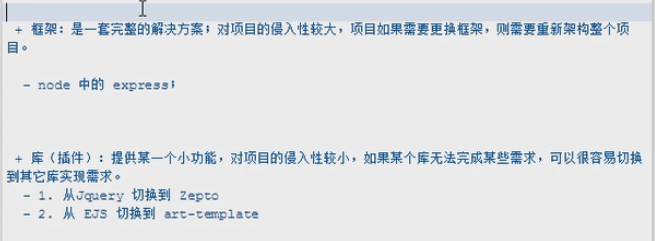 + 框架：是一套完整的解决方案；对项目的侵入性较大，项目如果需要更换框架，则需要重新架构整个项
目。
- node 中的 express；
+ 库（插件）：提供某一个小功能，对项目的侵入性较小，如果某个库无法完成某些需求，可以很容易切换
到其它库实现需求。
- 1. 从Jquery 切换到 Zepto
- 2. 从 EJS 切换到 art-template